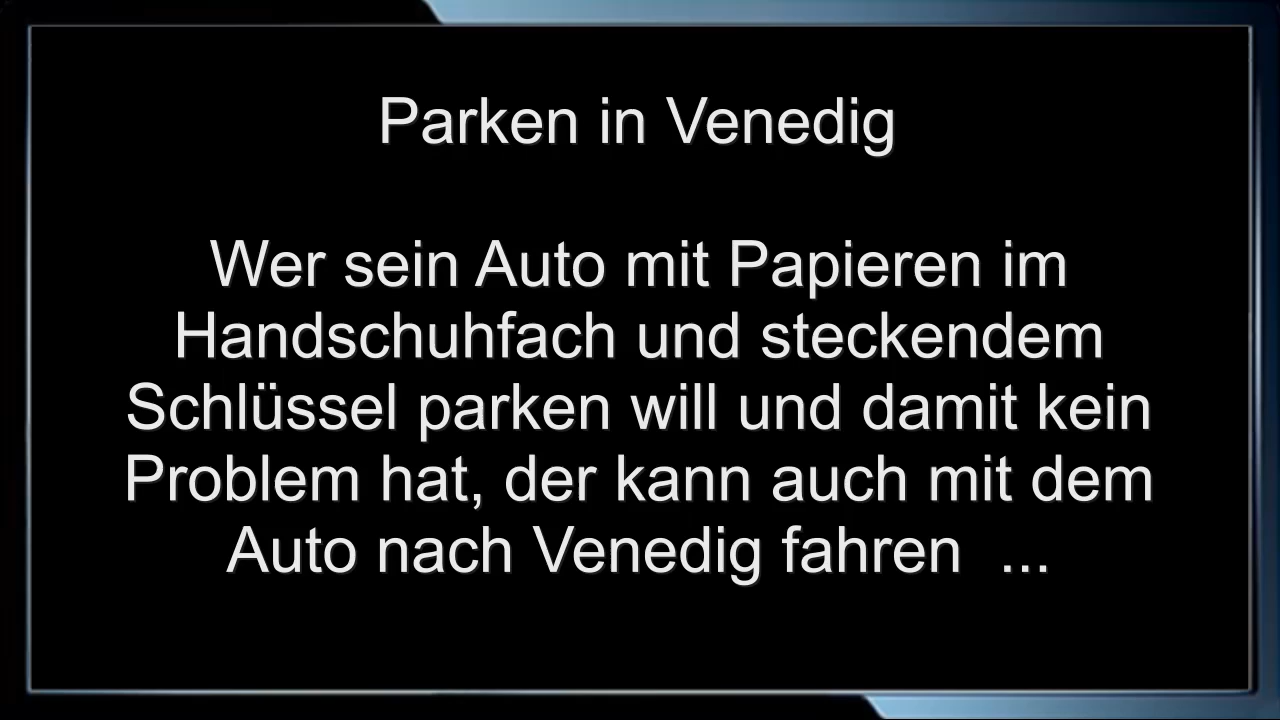 Parken in Venedig
Wer sein Auto mit Papieren im
Handschuhfach und steckendem
Schlüssel parken will und damit kein
Problem hat, der kann auch mit dem
Auto nach Venedig fahren  ...